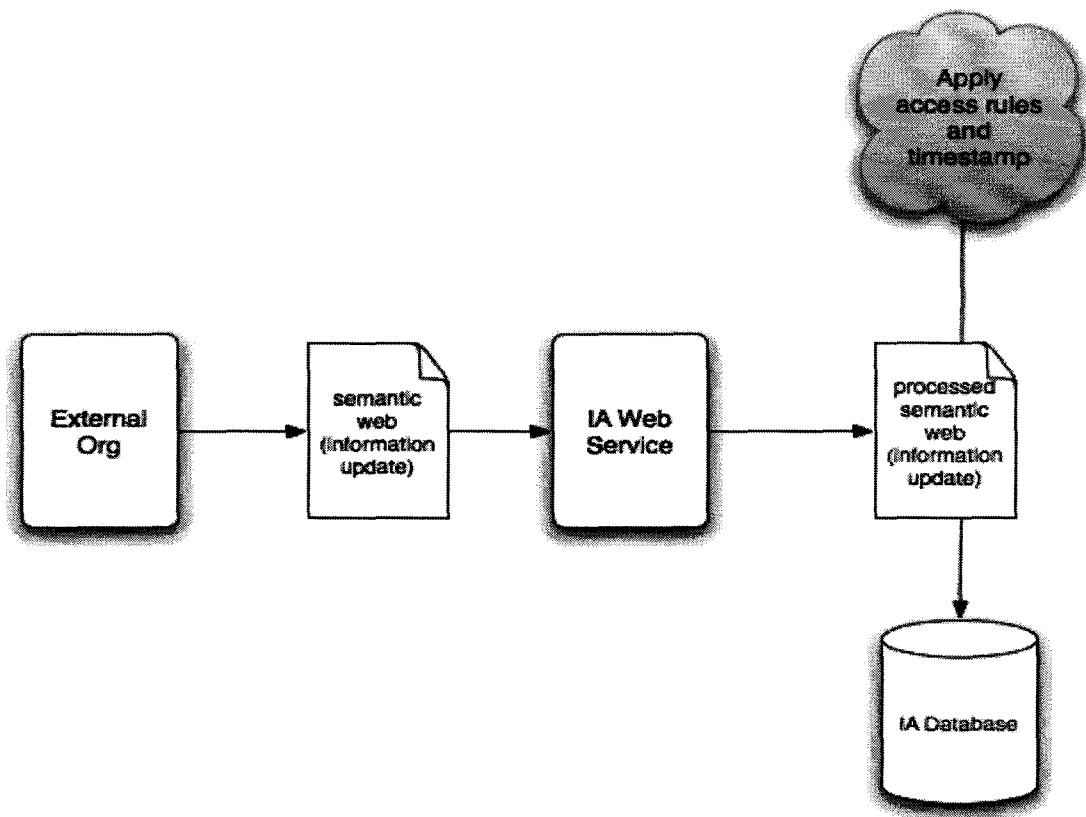 Apply
access rules
and
timestamp
External
Org
semantic
web
(information
update)
IA Web
Service
processed
semantic
web
(information
update)
IA Database